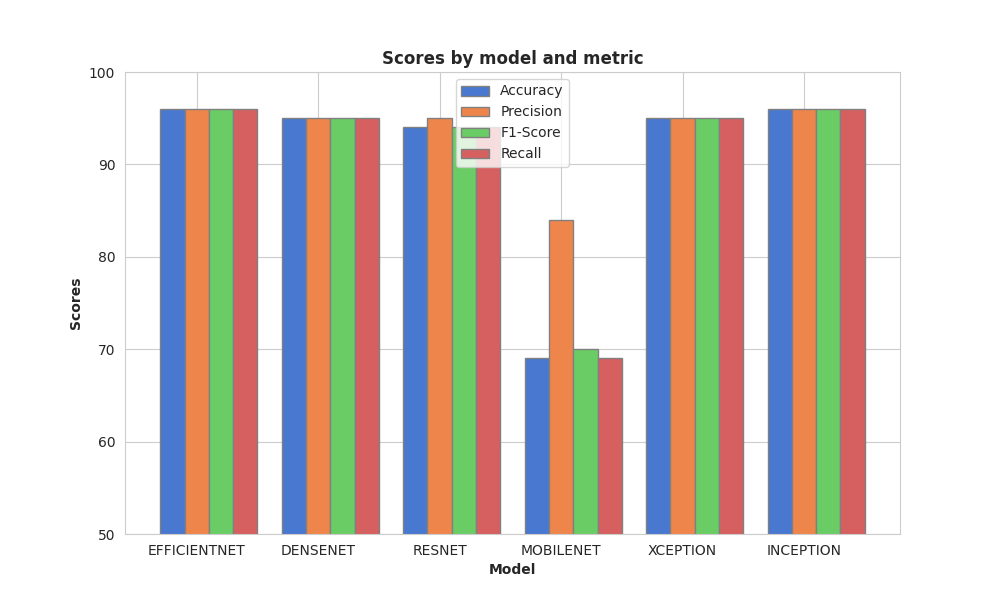 Scores by model and metric
100
90
80
70
60
50
Scores
Accuracy
Precision
F1-Score
Recall
EFFICIENTNET DENSENET RESNET MOBILENET XCEPTION INCEPTION
Model